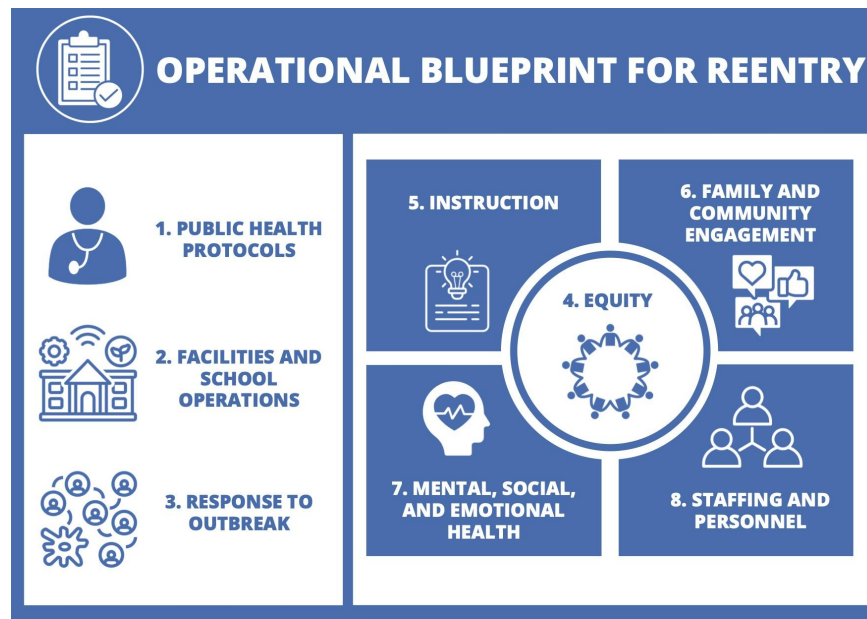 OPERATIONAL BLUEPRINT FOR REENTRY
1. PUBLIC HEALTH
PROTOCOLS
2. FACILITIES AND
SCHOOL
OPERATIONS
3. RESPONSE TO
OUTBREAK
4. EQUITY
5. INSTRUCTION
6. FAMILY AND
COMMUNITY
ENGAGEMENT
7. MENTAL, SOCIAL,
AND EMOTIONAL
HEALTH
8. STAFFING AND
PERSONNEL